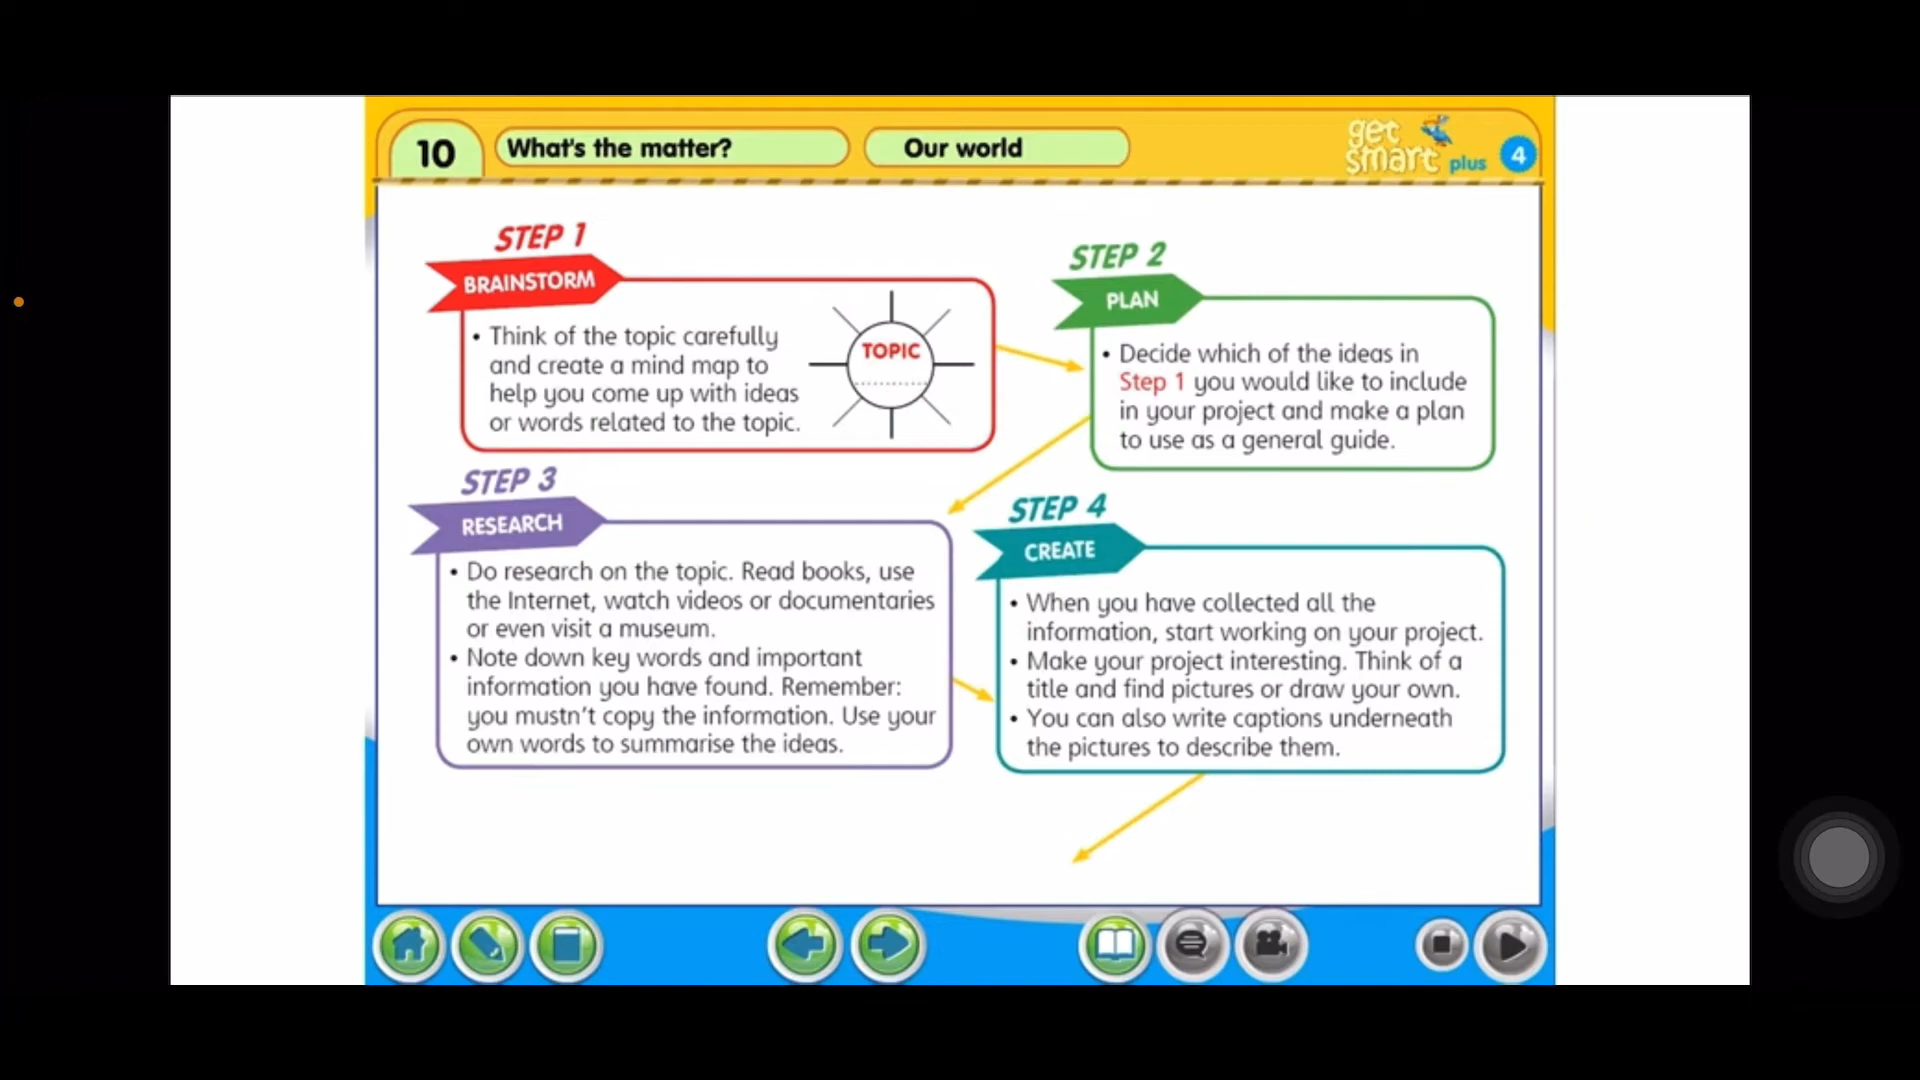 10
What's the matter?
Our world
get
smart plus 4
STEP 1
BRAINSTORM
• Think of the topic carefully
and create a mind map to
help you come up with ideas
or words related to the topic.
TOPIC
STEP 2
PLAN
• Decide which of the ideas in
Step 1 you would like to include
in your project and make a plan
to use as a general guide.
STEP 3
RESEARCH
• Do research on the topic. Read books, use
the Internet, watch videos or documentaries
or even visit a museum.
• Note down key words and important
information you have found. Remember:
you mustn't copy the information. Use your
own words to summarise the ideas.
STEP 4
CREATE
• When you have collected all the
information, start working on your project.
• Make your project interesting. Think of a
title and find pictures or draw your own.
• You can also write captions underneath
the pictures to describe them.